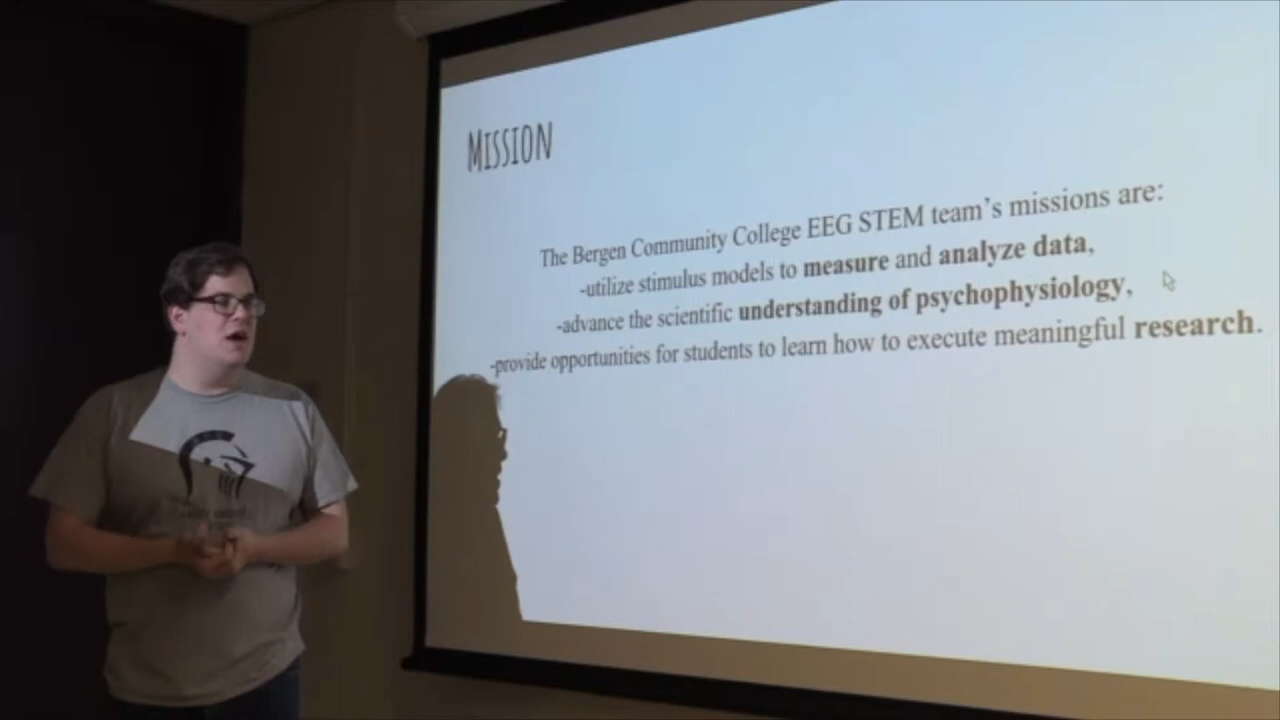 MISSION
The Bergen Community College EEG STEM team's missions are:
-utilize stimulus models to measure and analyze data,
-advance the scientific understanding of psychophysiology,
-provide opportunities for students to learn how to execute meaningful research.